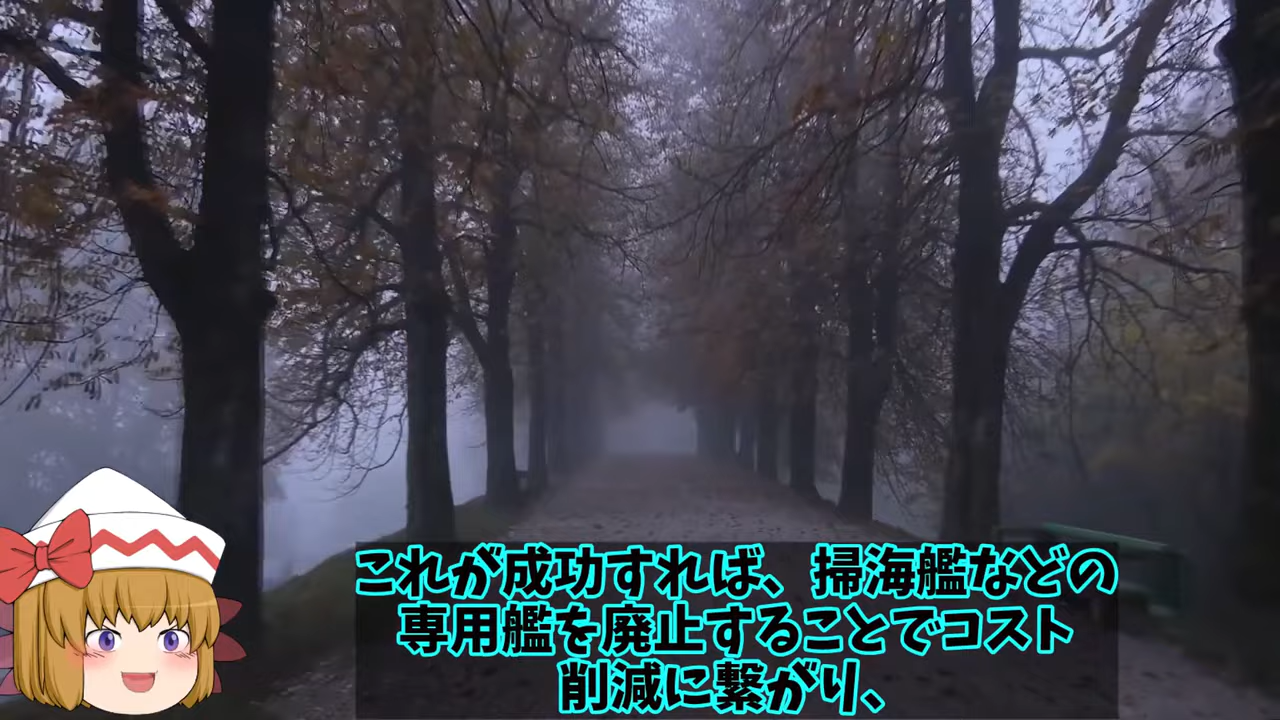 これが成功すれば、掃海艦などの
専用艦を廃止することでコスト
削減に繋がり、